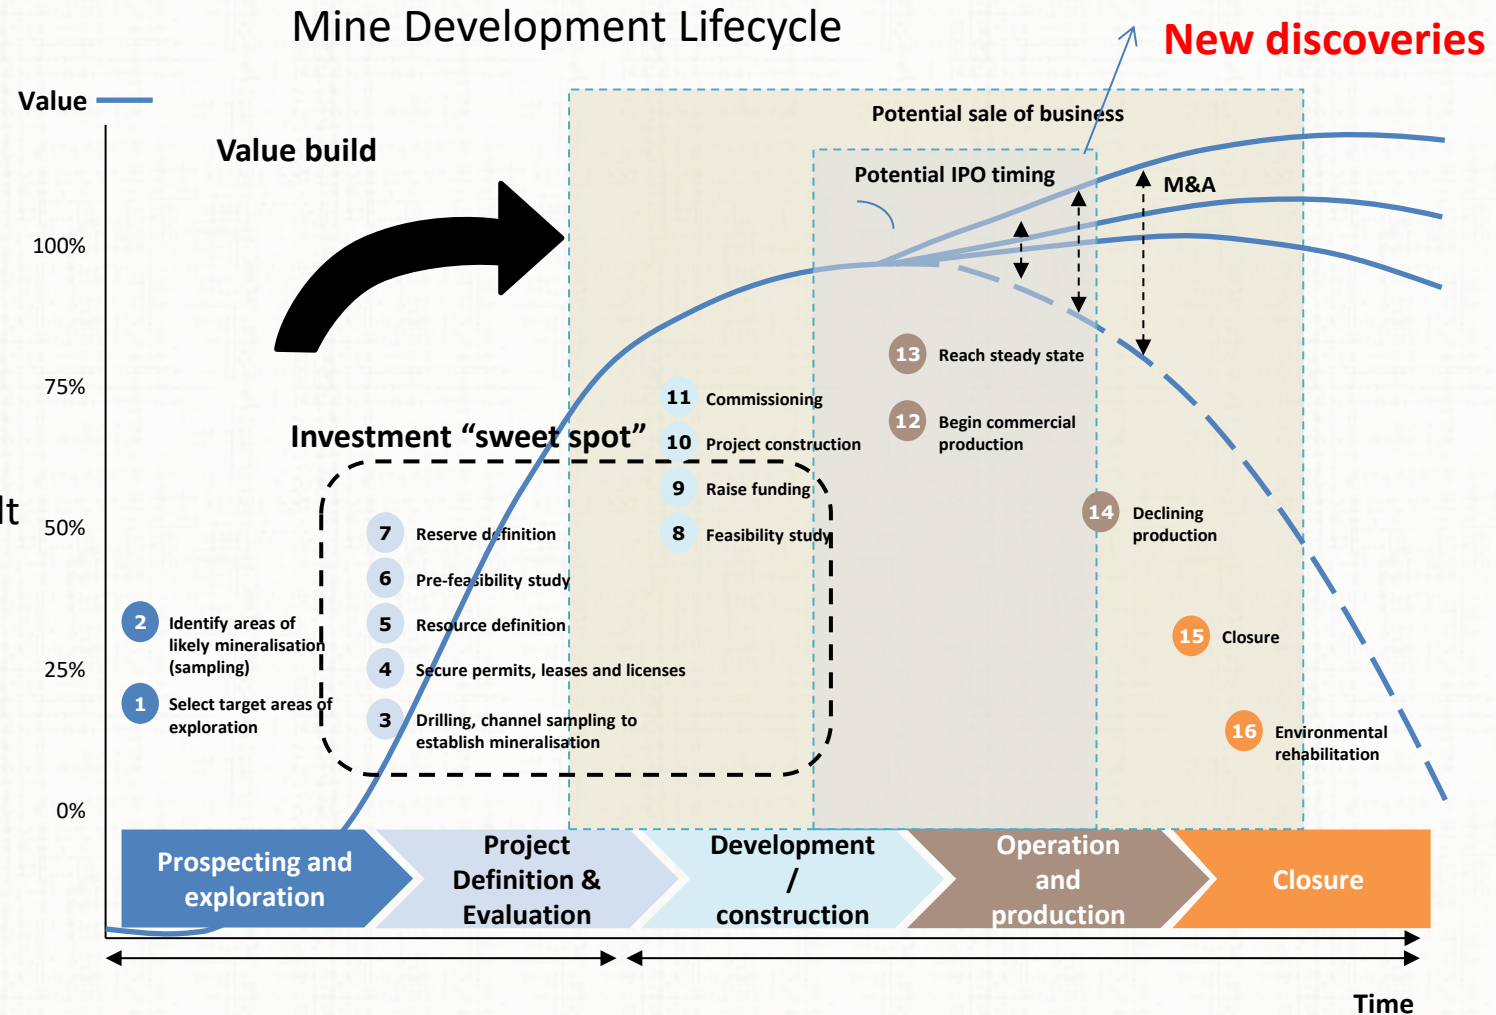 Mine Development Lifecycle
New discoveries
Value
Value build
Potential sale of business
Potential IPO timing
M&A
100%
75%
50%
25%
0%
lt
Investment “sweet spot”
13 Reach steady state
12 Begin commercial
production
11 Commissioning
10 Project construction
9 Raise funding
8 Feasibility study
14 Declining
production
7 Reserve definition
6 Pre-feasibility study
5 Resource definition
4 Secure permits, leases and licenses
3 Drilling, channel sampling to
establish mineralisation
2 Identify areas of
likely mineralisation
(sampling)
1 Select target areas of
exploration
15 Closure
16 Environmental
rehabilitation
Prospecting and
exploration
Project
Definition &
Evaluation
Development
/
construction
Operation
and
production
Closure
Time